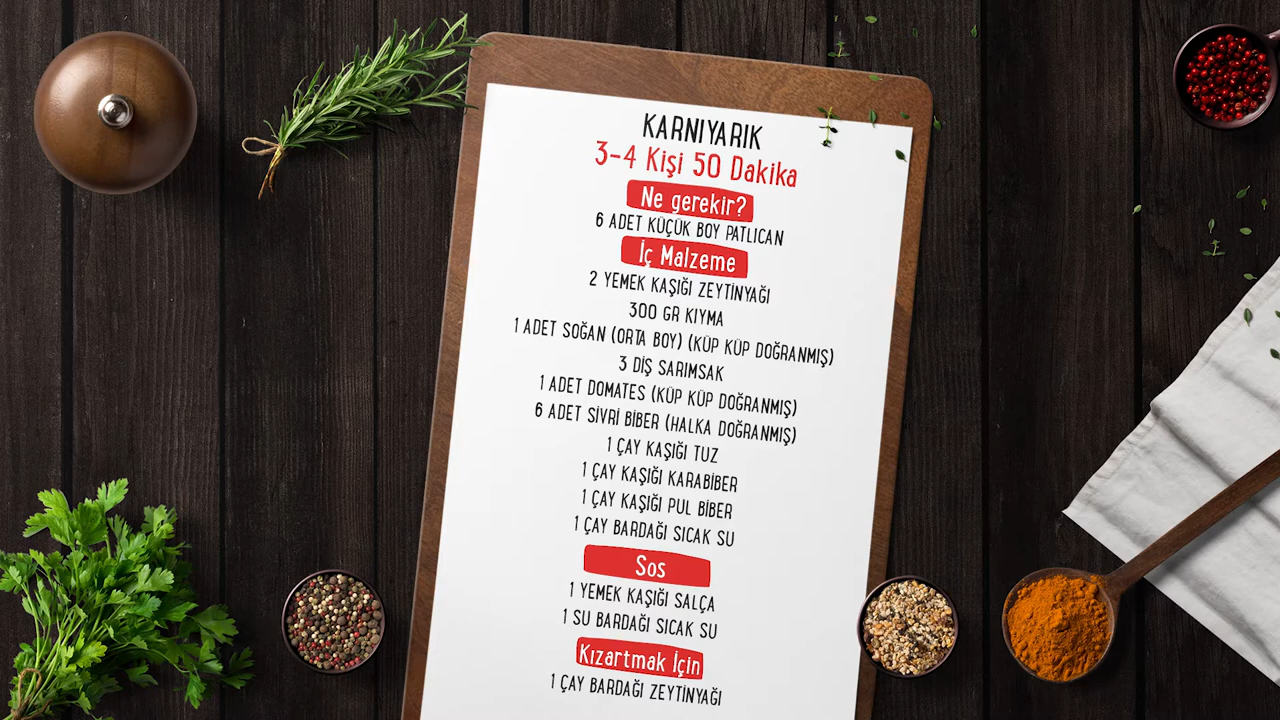 KARNIYARIK
3-4 Kişi 50 Dakika
Ne gerekir?
6 ADET KÜÇÜK BOY PATLICAN
İç Malzeme
2 YEMEK KAŞIĞI ZEYTİNYAĞI
300 GR KIYMA
1 ADET SOĞAN (ORTA BOY) (KÜP KÜP DOĞRANMIŞ)
3 DİŞ SARIMSAK
1 ADET DOMATES (KÜP KÜP DOĞRANMIŞ)
6 ADET SİVRİ BİBER (HALKA DOĞRANMIŞ)
1 ÇAY KAŞIĞI TUZ
1 ÇAY KAŞIĞI KARABİBER
1 ÇAY KAŞIĞI PUL BİBER
1 ÇAY BARDAĞI SICAK SU
Sos
1 YEMEK KAŞIĞI SALÇA
1 SU BARDAĞI SICAK SU
Kızartmak İçin
1 ÇAY BARDAĞI ZEYTİNYAĞI